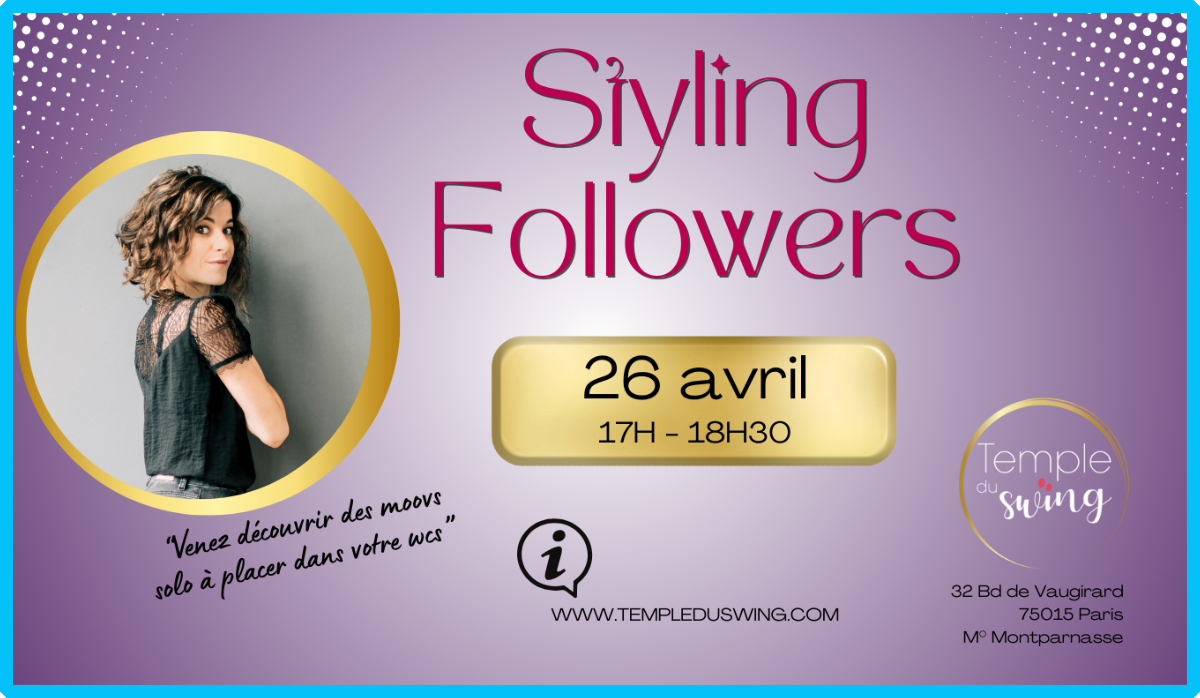 Styling
Followers
26 avril
17H - 18H30
"Venez découvrir des moovs
solo à placer dans votre wcs"
i
WWW.TEMPLEDUSWING.COM
Temple
du
swing
32 Bd de Vaugirard
75015 Paris
M° Montparnasse